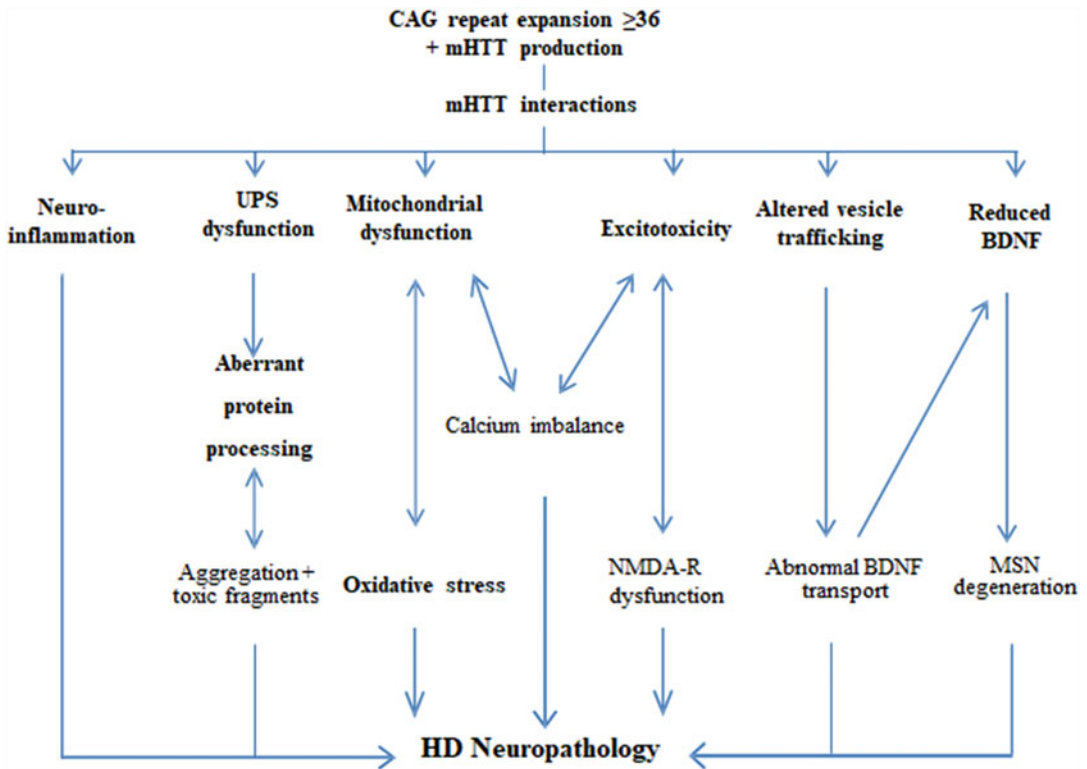 CAG repeat expansion ≥36
+ mHTT production
mHTT interactions
Neuro-
inflammation
UPS
dysfunction
Mitochondrial
dysfunction
Excitotoxicity
Altered vesicle
trafficking
Reduced
BDNF
Aberrant
protein
processing
Calcium imbalance
Aggregation +
toxic fragments
Oxidative stress
NMDA-R
dysfunction
Abnormal BDNF
transport
MSN
degeneration
HD Neuropathology